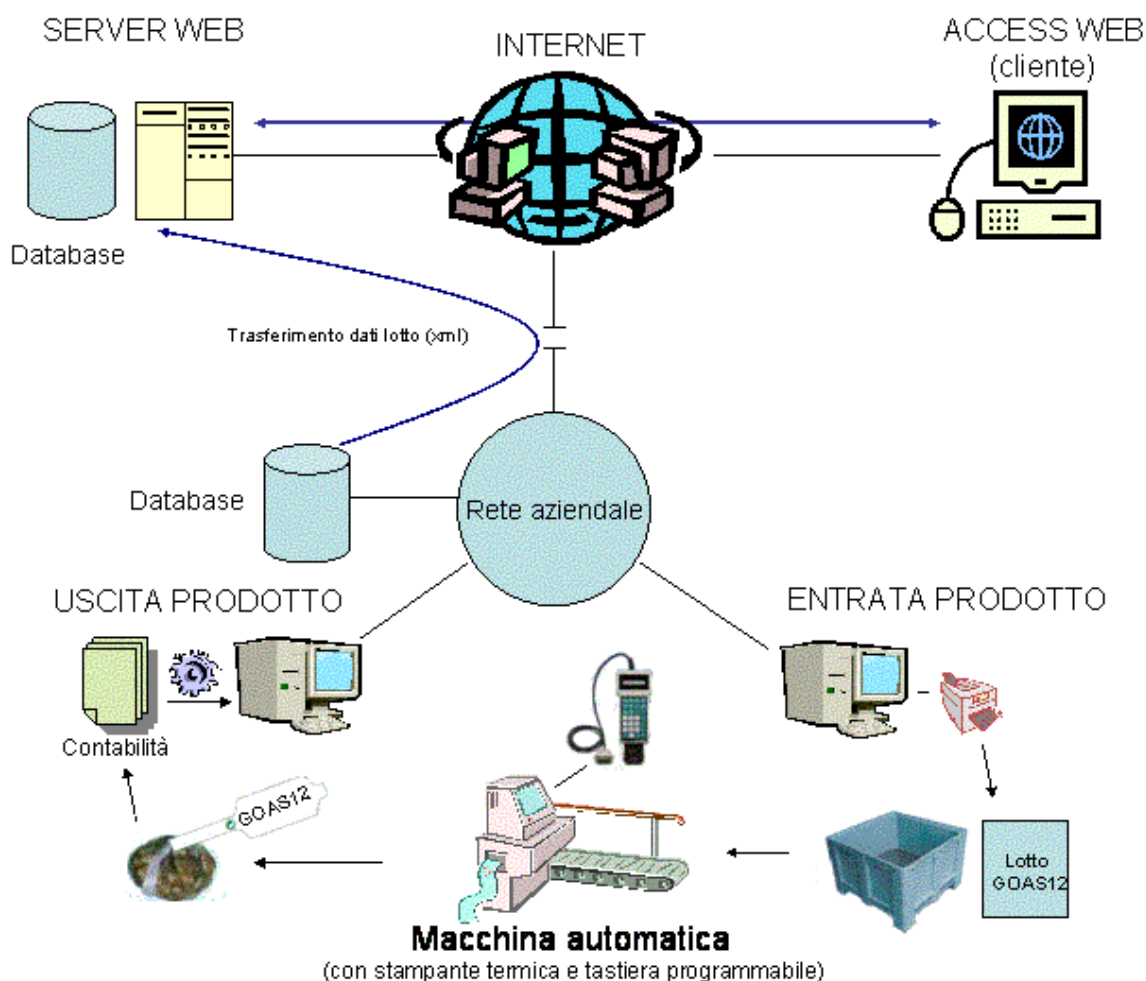 SERVER WEB
INTERNET
ACCESS WEB
(cliente)
Database
Trasferimento dati lotto (xml)
Database
Rete aziendale
USCITA PRODOTTO
ENTRATA PRODOTTO
Contabilità
GOAS12
Lotto
GOAS12
Macchina automatica
(con stampante termica e tastiera programmabile)